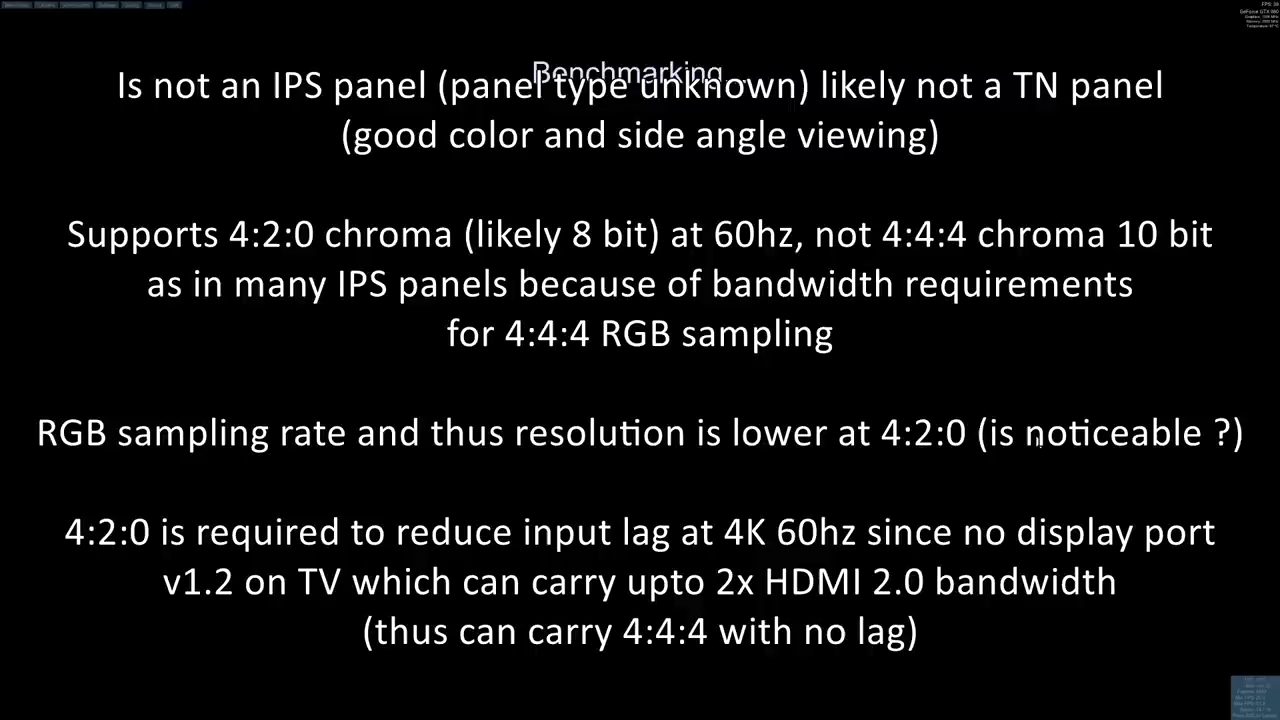 FPS: 39
GeForce GTX 980
Benchmarking...
Is not an IPS panel (panel type unknown) likely not a TN panel
(good color and side angle viewing)
Supports 4:2:0 chroma (likely 8 bit) at 60hz, not 4:4:4 chroma 10 bit
as in many IPS panels because of bandwidth requirements
for 4:4:4 RGB sampling
RGB sampling rate and thus resolution is lower at 4:2:0 (is noticeable ?)
4:2:0 is required to reduce input lag at 4K 60hz since no display port
v1.2 on TV which can carry upto 2x HDMI 2.0 bandwidth
(thus can carry 4:4:4 with no lag)